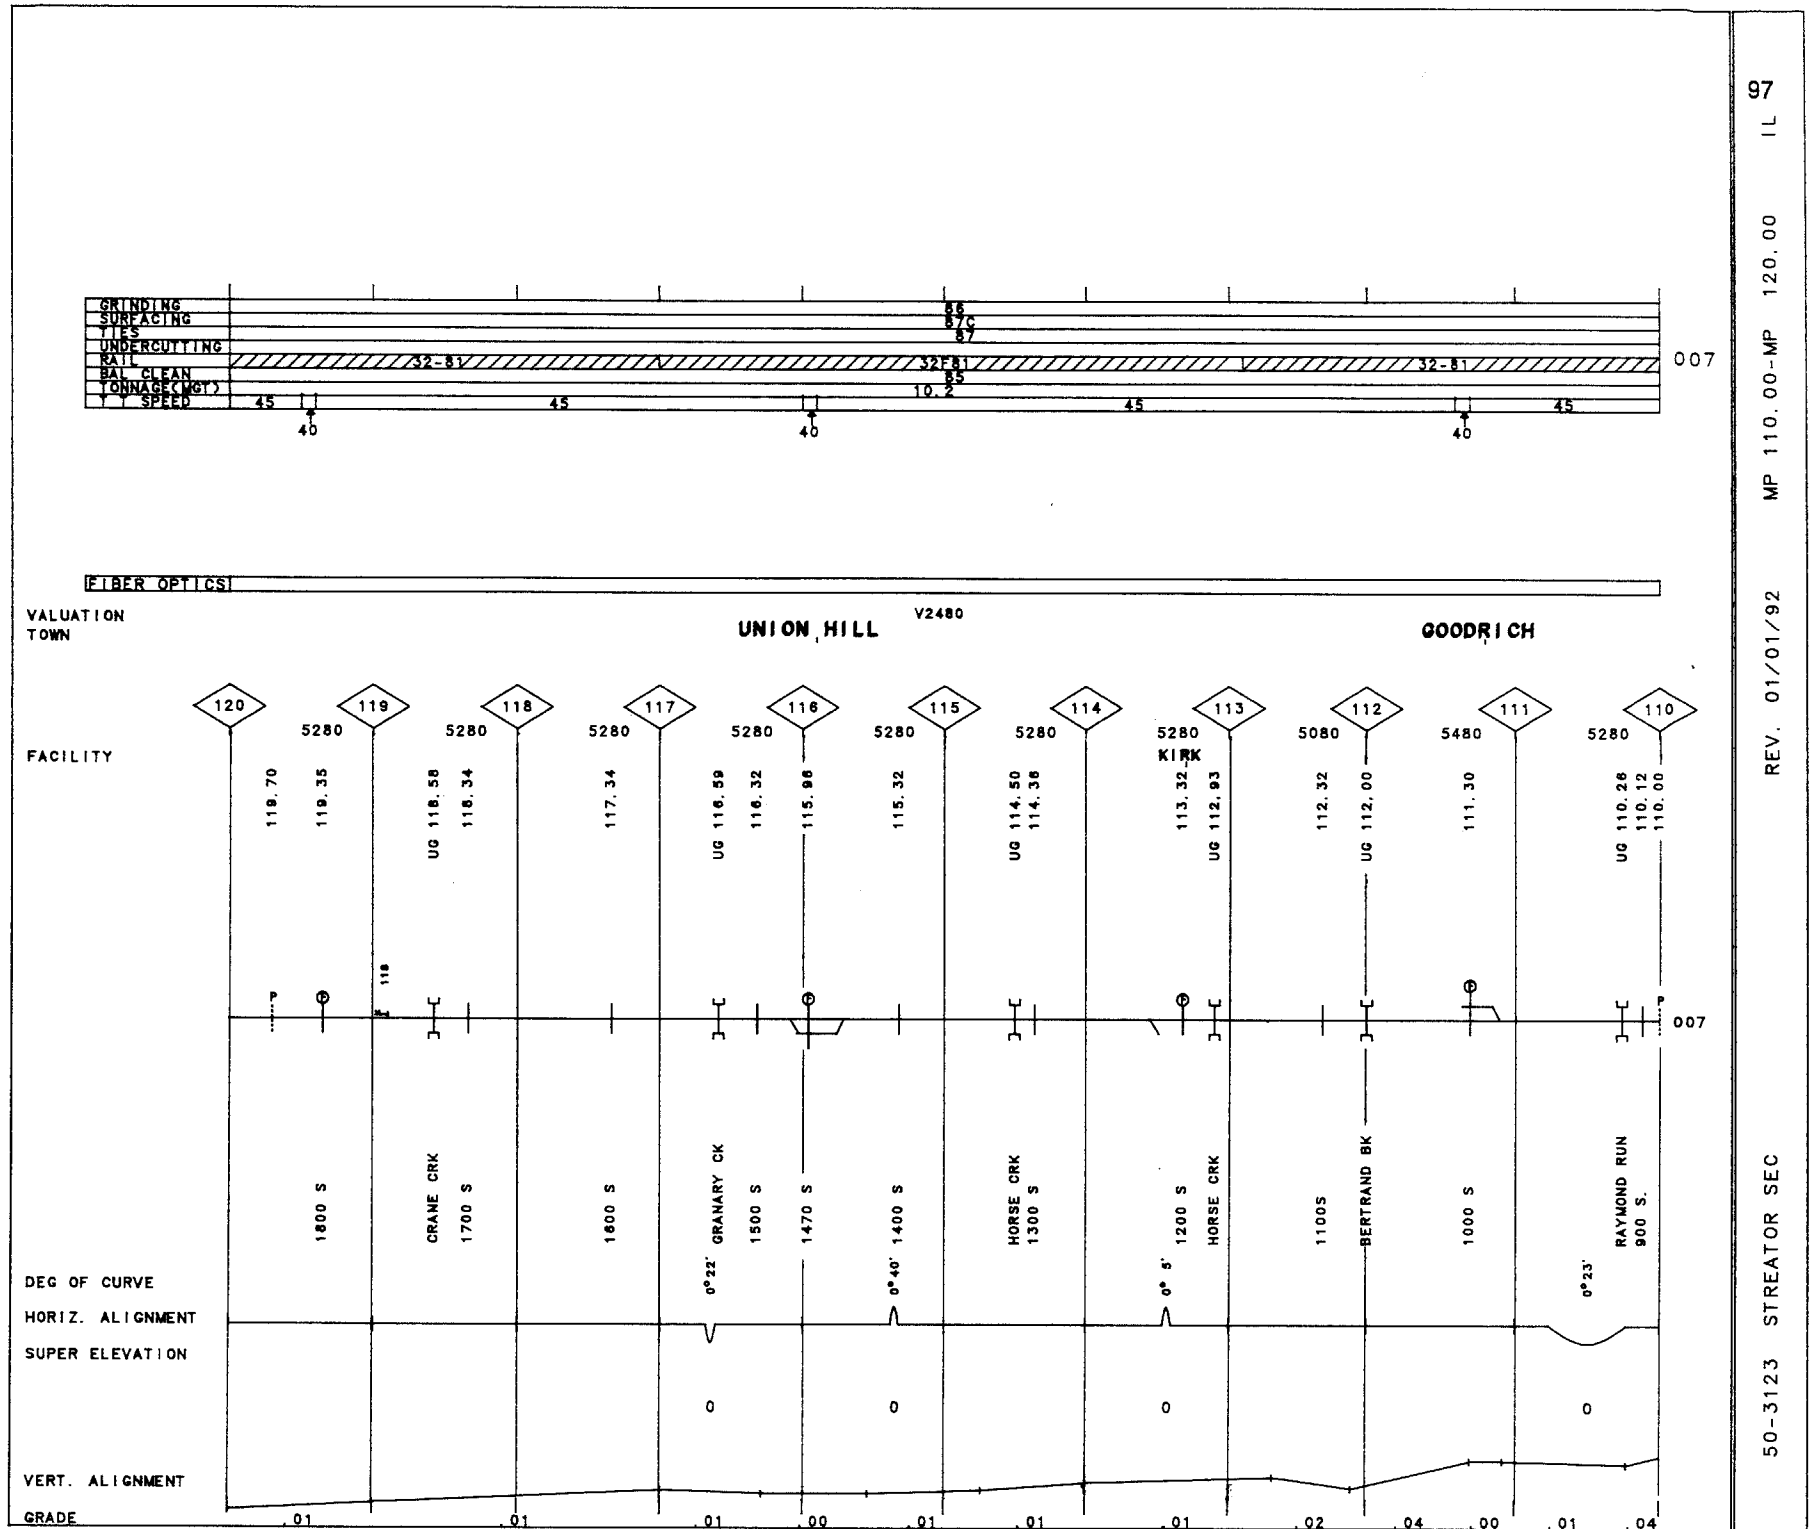 GRINDING 86
SURFACING 87C
TIES 87
UNDERCUTTING
RAIL 32-81 32F81 32-81 007
BAL CLEAN 85
TONNAGE(MGT) 10.2
T T SPEED 45 45 45 45
40 40 40
FIBER OPTICS
VALUATION V2480
TOWN UNION HILL GOODRICH
120 119 118 117 116 115 114 113 112 111 110
5280 5280 5280 5280 5280 5280 5280 5080 5480 5280
FACILITY KIRK
119.70
119.35
UG 118.58
118.34
117.34
UG 116.59
116.32
115.96
115.32
UG 114.50
114.36
113.32
UG 112.93
112.32
UG 112.00
111.30
UG 110.26
110.12
110.00
118
P P P P P P
007
1800 S
CRANE CRK
1700 S
1600 S
GRANARY CK
1500 S
1470 S
1400 S
HORSE CRK
1300 S
1200 S
HORSE CRK
1100S
BERTRAND BK
1000 S
RAYMOND RUN
900 S.
DEG OF CURVE 0°22' 0°40' 0° 5' 0°23'
HORIZ. ALIGNMENT
SUPER ELEVATION
0 0 0 0
VERT. ALIGNMENT
GRADE .01 .01 .01 .00 .01 .01 .01 .02 .04 .00 .01 .04
97
50-3123 STREATOR SEC REV. 01/01/92 MP 110.00-MP 120.00 IL